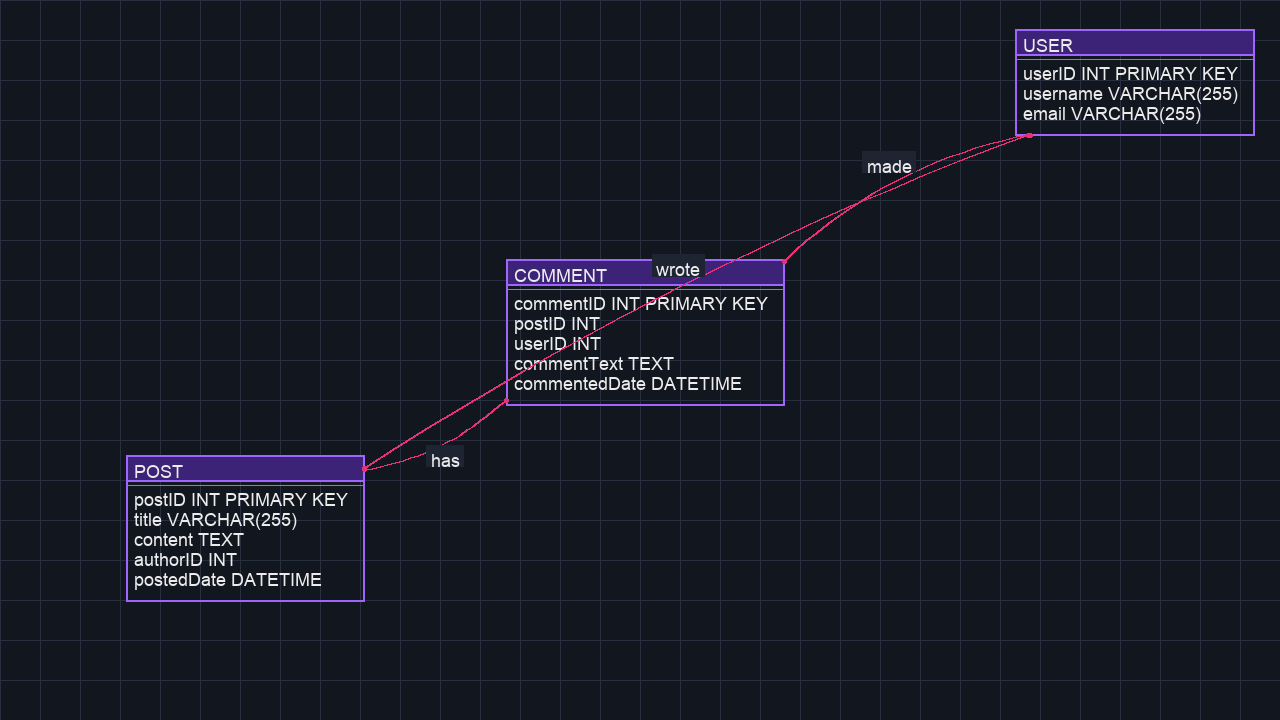 USER
userID INT PRIMARY KEY
username VARCHAR(255)
email VARCHAR(255)
made
COMMENT
wrote
commentID INT PRIMARY KEY
postID INT
userID INT
commentText TEXT
commentedDate DATETIME
has
POST
postID INT PRIMARY KEY
title VARCHAR(255)
content TEXT
authorID INT
postedDate DATETIME